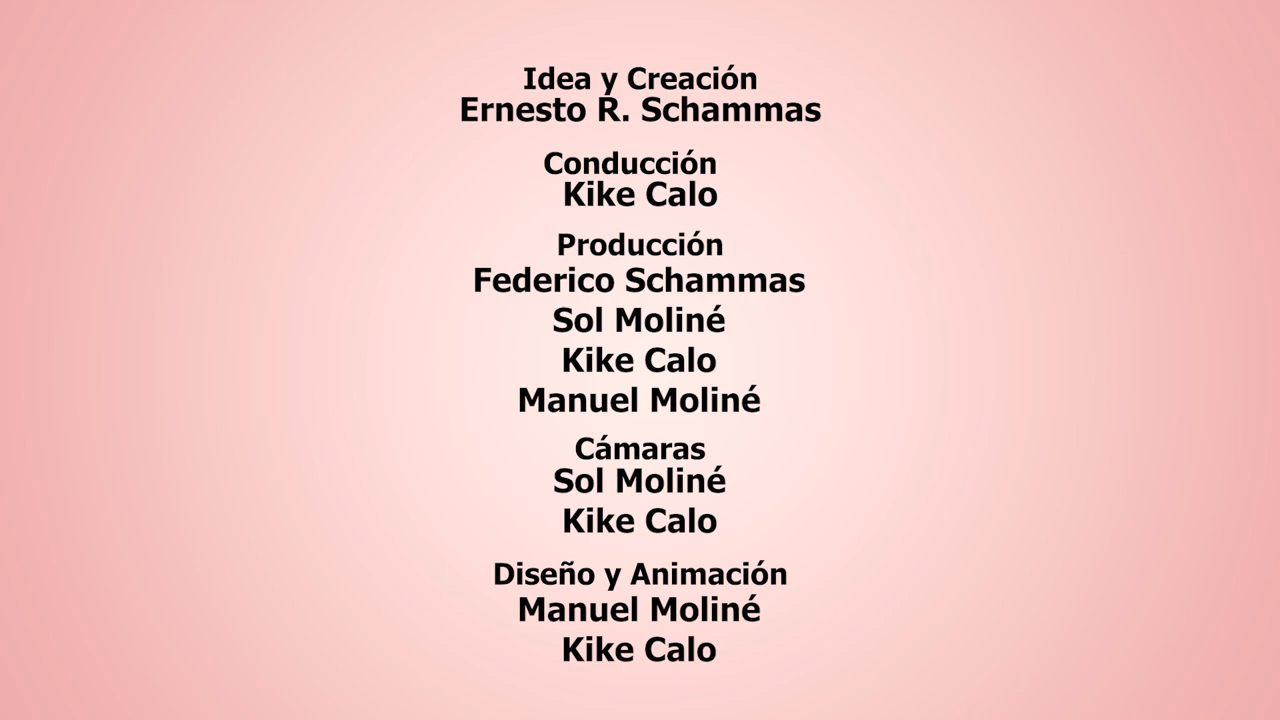 Idea y Creación
Ernesto R. Schammas
Conducción
Kike Calo
Producción
Federico Schammas
Sol Moliné
Kike Calo
Manuel Moliné
Cámaras
Sol Moliné
Kike Calo
Diseño y Animación
Manuel Moliné
Kike Calo